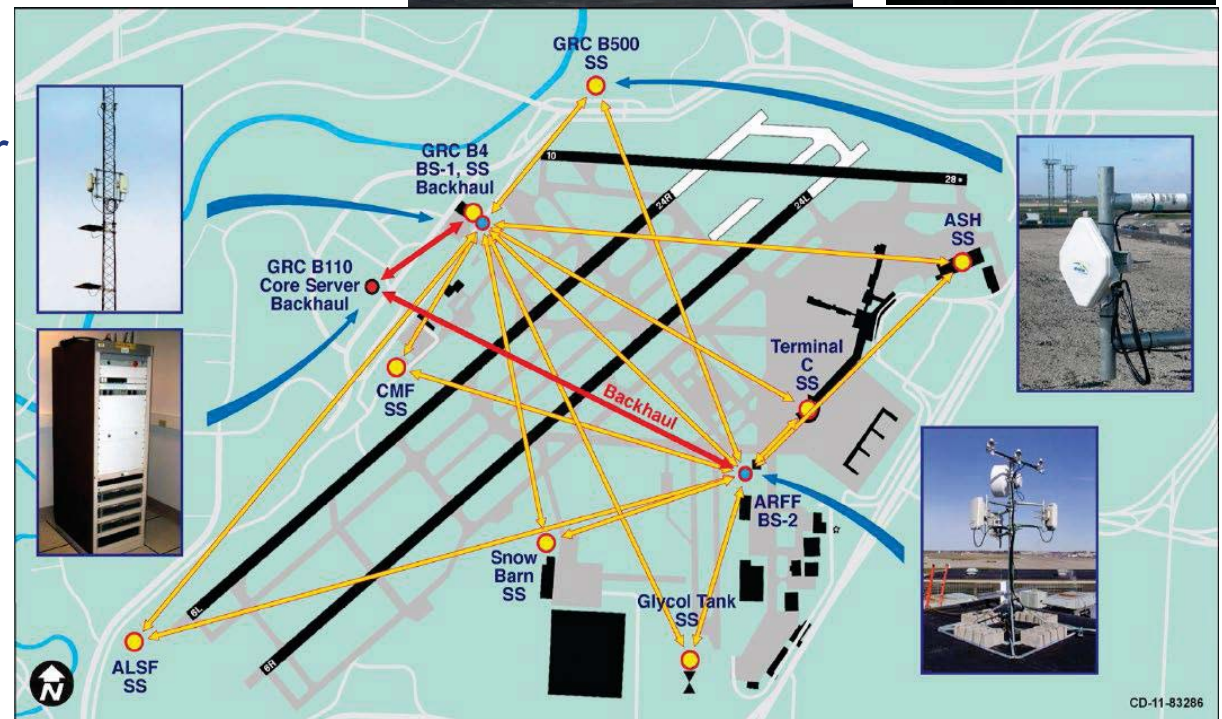 GRC B500
SS
GRC B4
BS-1, SS
Backhaul
10
28
24R
24L
ASH
SS
GRC B110
Core Server
Backhaul
Terminal
C
SS
CMF
SS
Backhaul
ARFF
BS-2
Snow
Barn
SS
Glycol Tank
SS
6L
6R
ALSF
SS
N
CD-11-83286